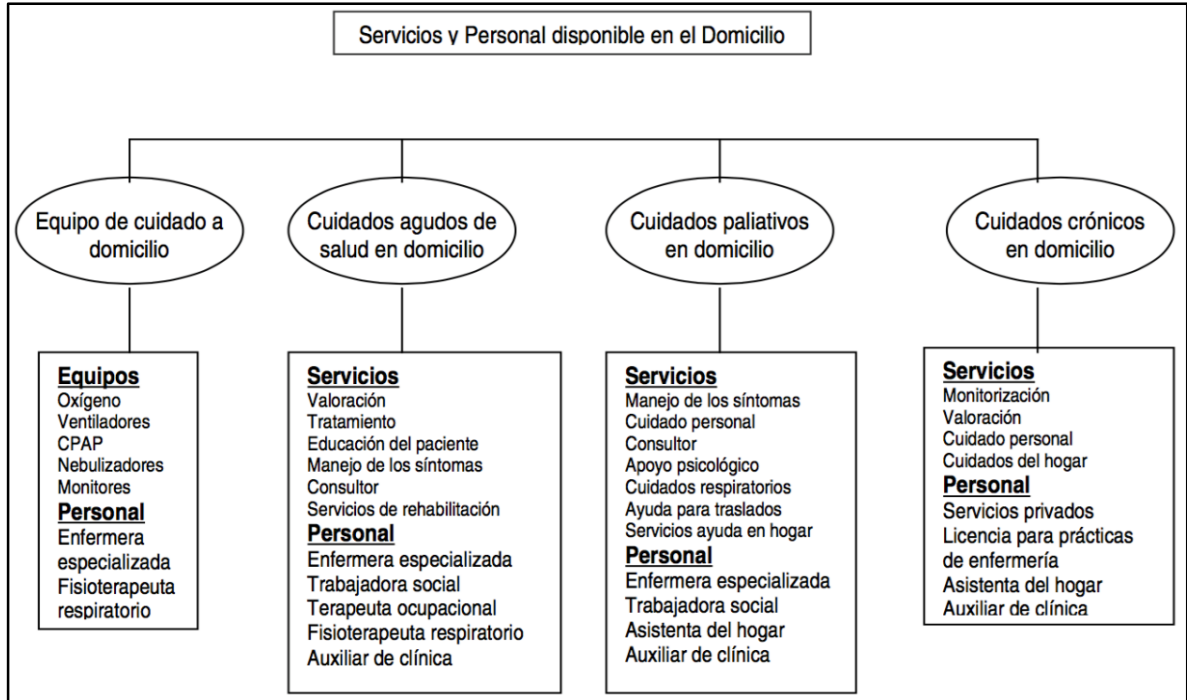 Servicios y Personal disponible en el Domicilio
Equipo de cuidado a
domicilio
Cuidados agudos de
salud en domicilio
Cuidados paliativos
en domicilio
Cuidados crónicos
en domicilio
Equipos
Oxígeno
Ventiladores
CPAP
Nebulizadores
Monitores
Personal
Enfermera
especializada
Fisioterapeuta
respiratorio
Servicios
Valoración
Tratamiento
Educación del paciente
Manejo de los síntomas
Consultor
Servicios de rehabilitación
Personal
Enfermera especializada
Trabajadora social
Terapeuta ocupacional
Fisioterapeuta respiratorio
Auxiliar de clínica
Servicios
Manejo de los síntomas
Cuidado personal
Consultor
Apoyo psicológico
Cuidados respiratorios
Ayuda para traslados
Servicios ayuda en hogar
Personal
Enfermera especializada
Trabajadora social
Asistenta del hogar
Auxiliar de clínica
Servicios
Monitorización
Valoración
Cuidado personal
Cuidados del hogar
Personal
Servicios privados
Licencia para prácticas
de enfermería
Asistenta del hogar
Auxiliar de clínica